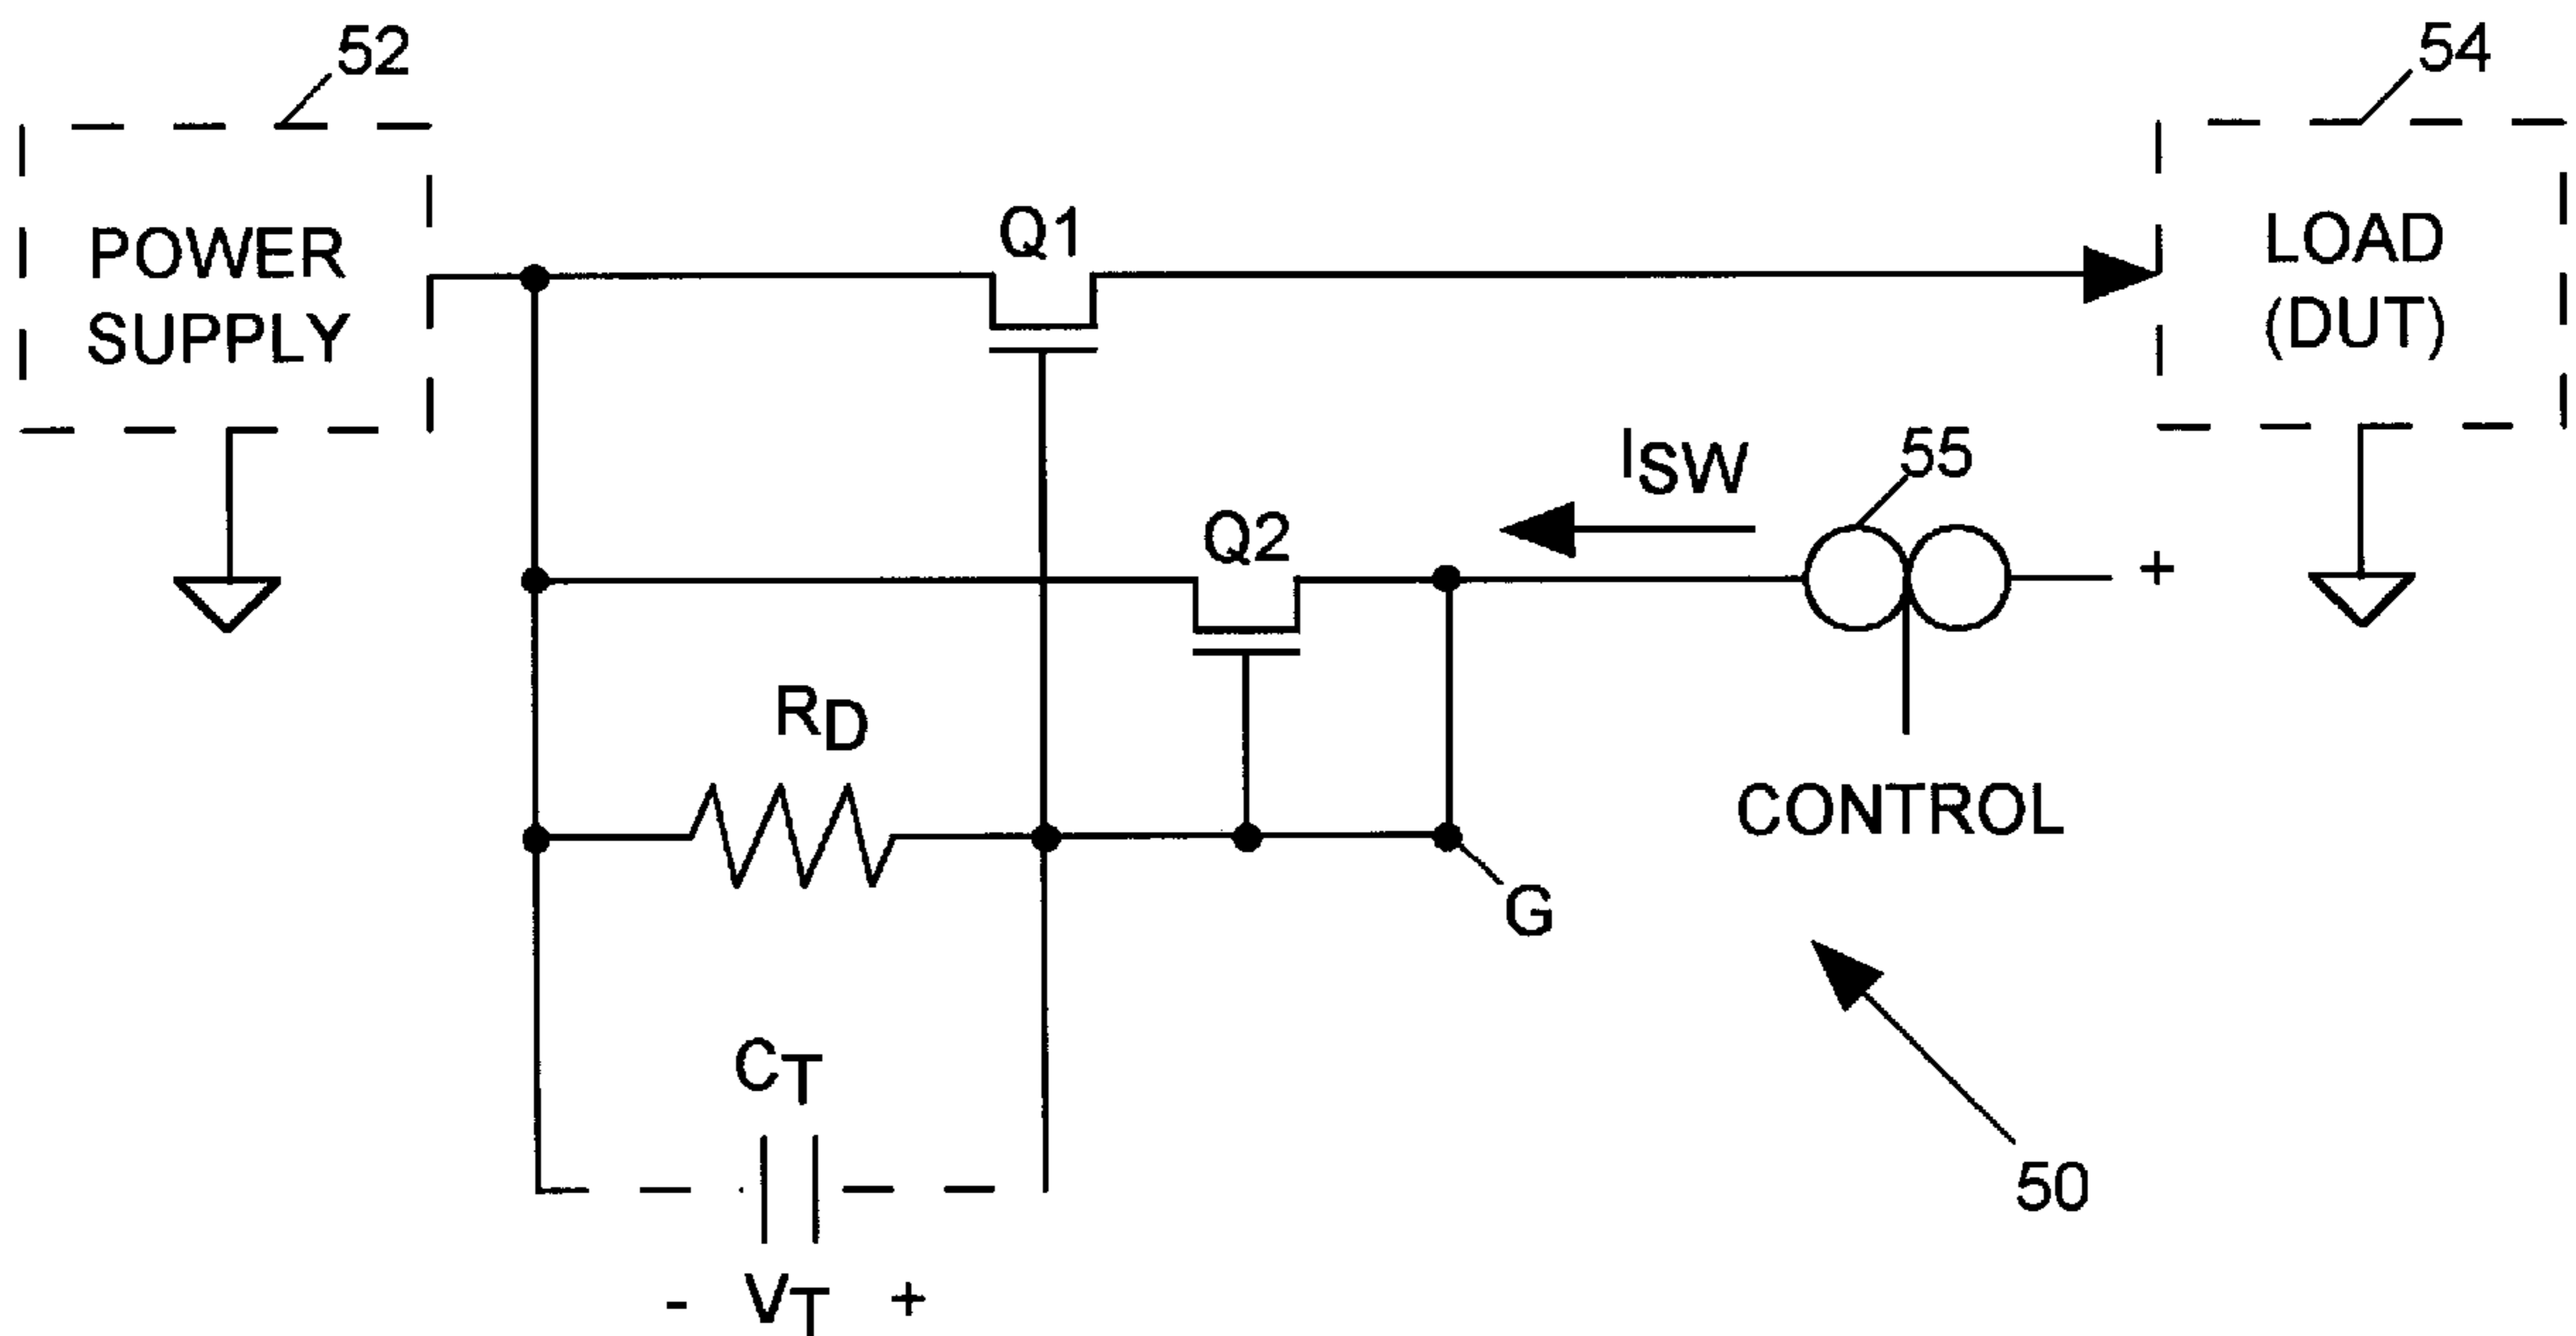 52
54
POWER
SUPPLY
Q1
LOAD
(DUT)
ISW
55
Q2
+
RD
CONTROL
G
CT
50
- VT +